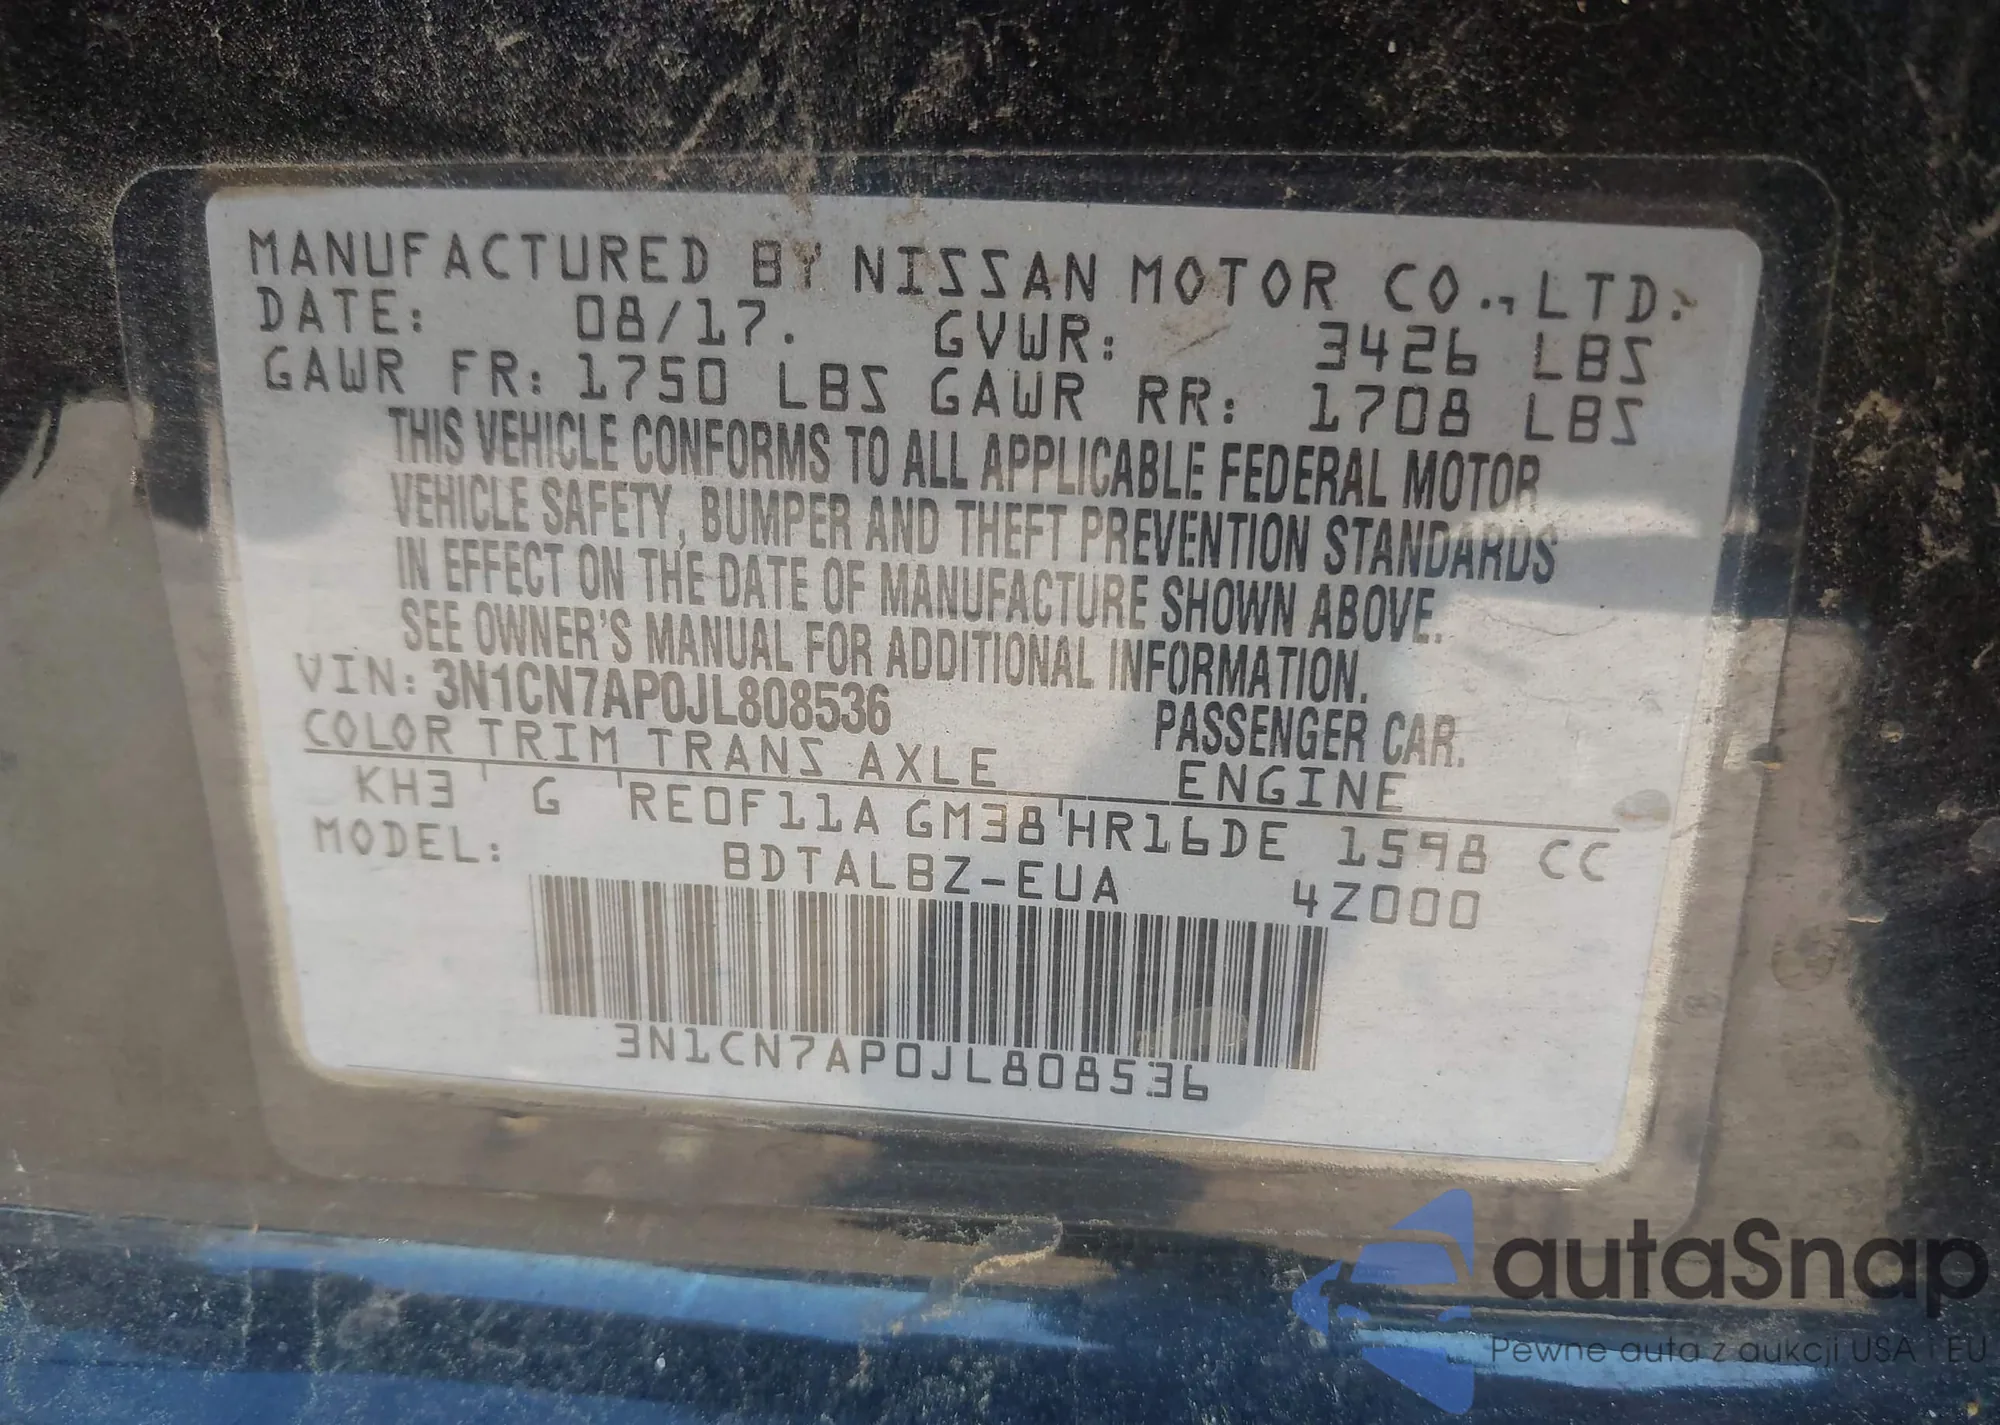 MANUFACTURED BY NISSAN MOTOR CO.,LTD.
DATE: 08/17. GVWR: 3426 LBS
GAWR FR: 1750 LBS GAWR RR: 1708 LBS
THIS VEHICLE CONFORMS TO ALL APPLICABLE FEDERAL MOTOR
VEHICLE SAFETY, BUMPER AND THEFT PREVENTION STANDARDS
IN EFFECT ON THE DATE OF MANUFACTURE SHOWN ABOVE.
SEE OWNER'S MANUAL FOR ADDITIONAL INFORMATION.
VIN: 3N1CN7AP0JL808536 PASSENGER CAR.
COLOR TRIM TRANS AXLE ENGINE
KH3 G RE0F11A GM38 HR16DE 1598 CC
MODEL: BDTALBZ-EUA 4Z000
3N1CN7AP0JL808536
autaSnap
Pewne auta z aukcji USA i EU